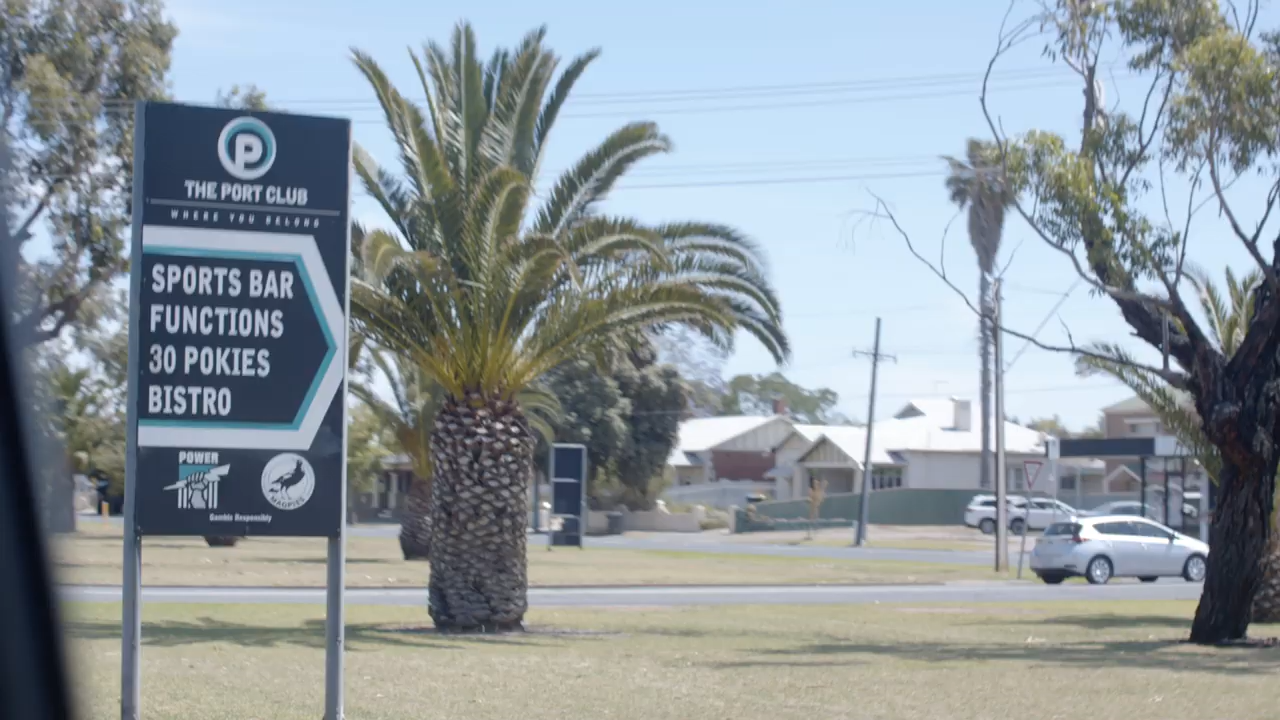 P
THE PORT CLUB
WHERE YOU BELONG
SPORTS BAR
FUNCTIONS
30 POKIES
BISTRO
POWER
MAGPIES
Gamble Responsibly